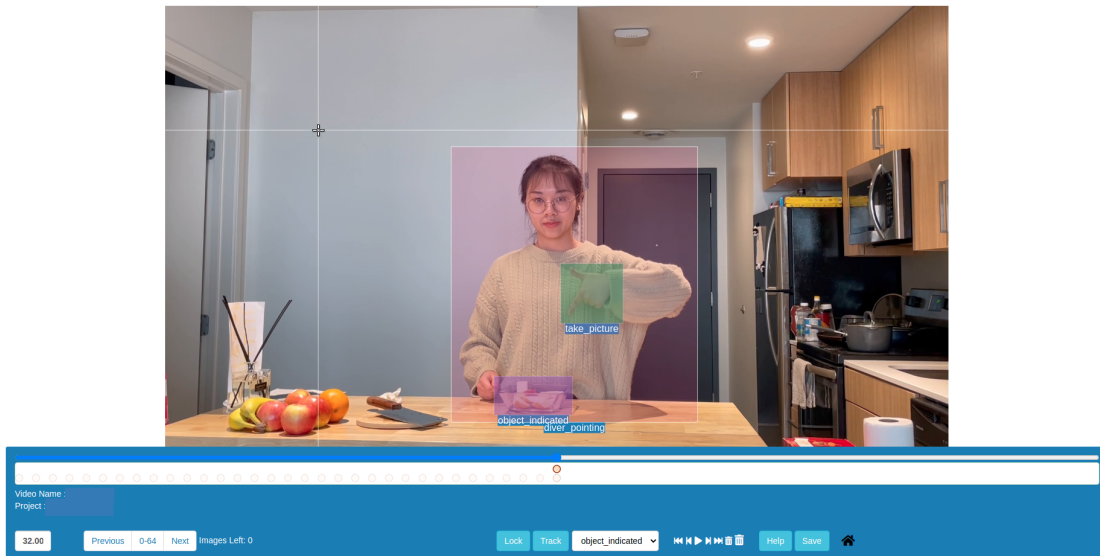 take_picture
object_indicated
diver_pointing
Video Name :
Project :
32.00
Previous
0-64
Next
Images Left: 0
Lock
Track
object_indicated
Help
Save